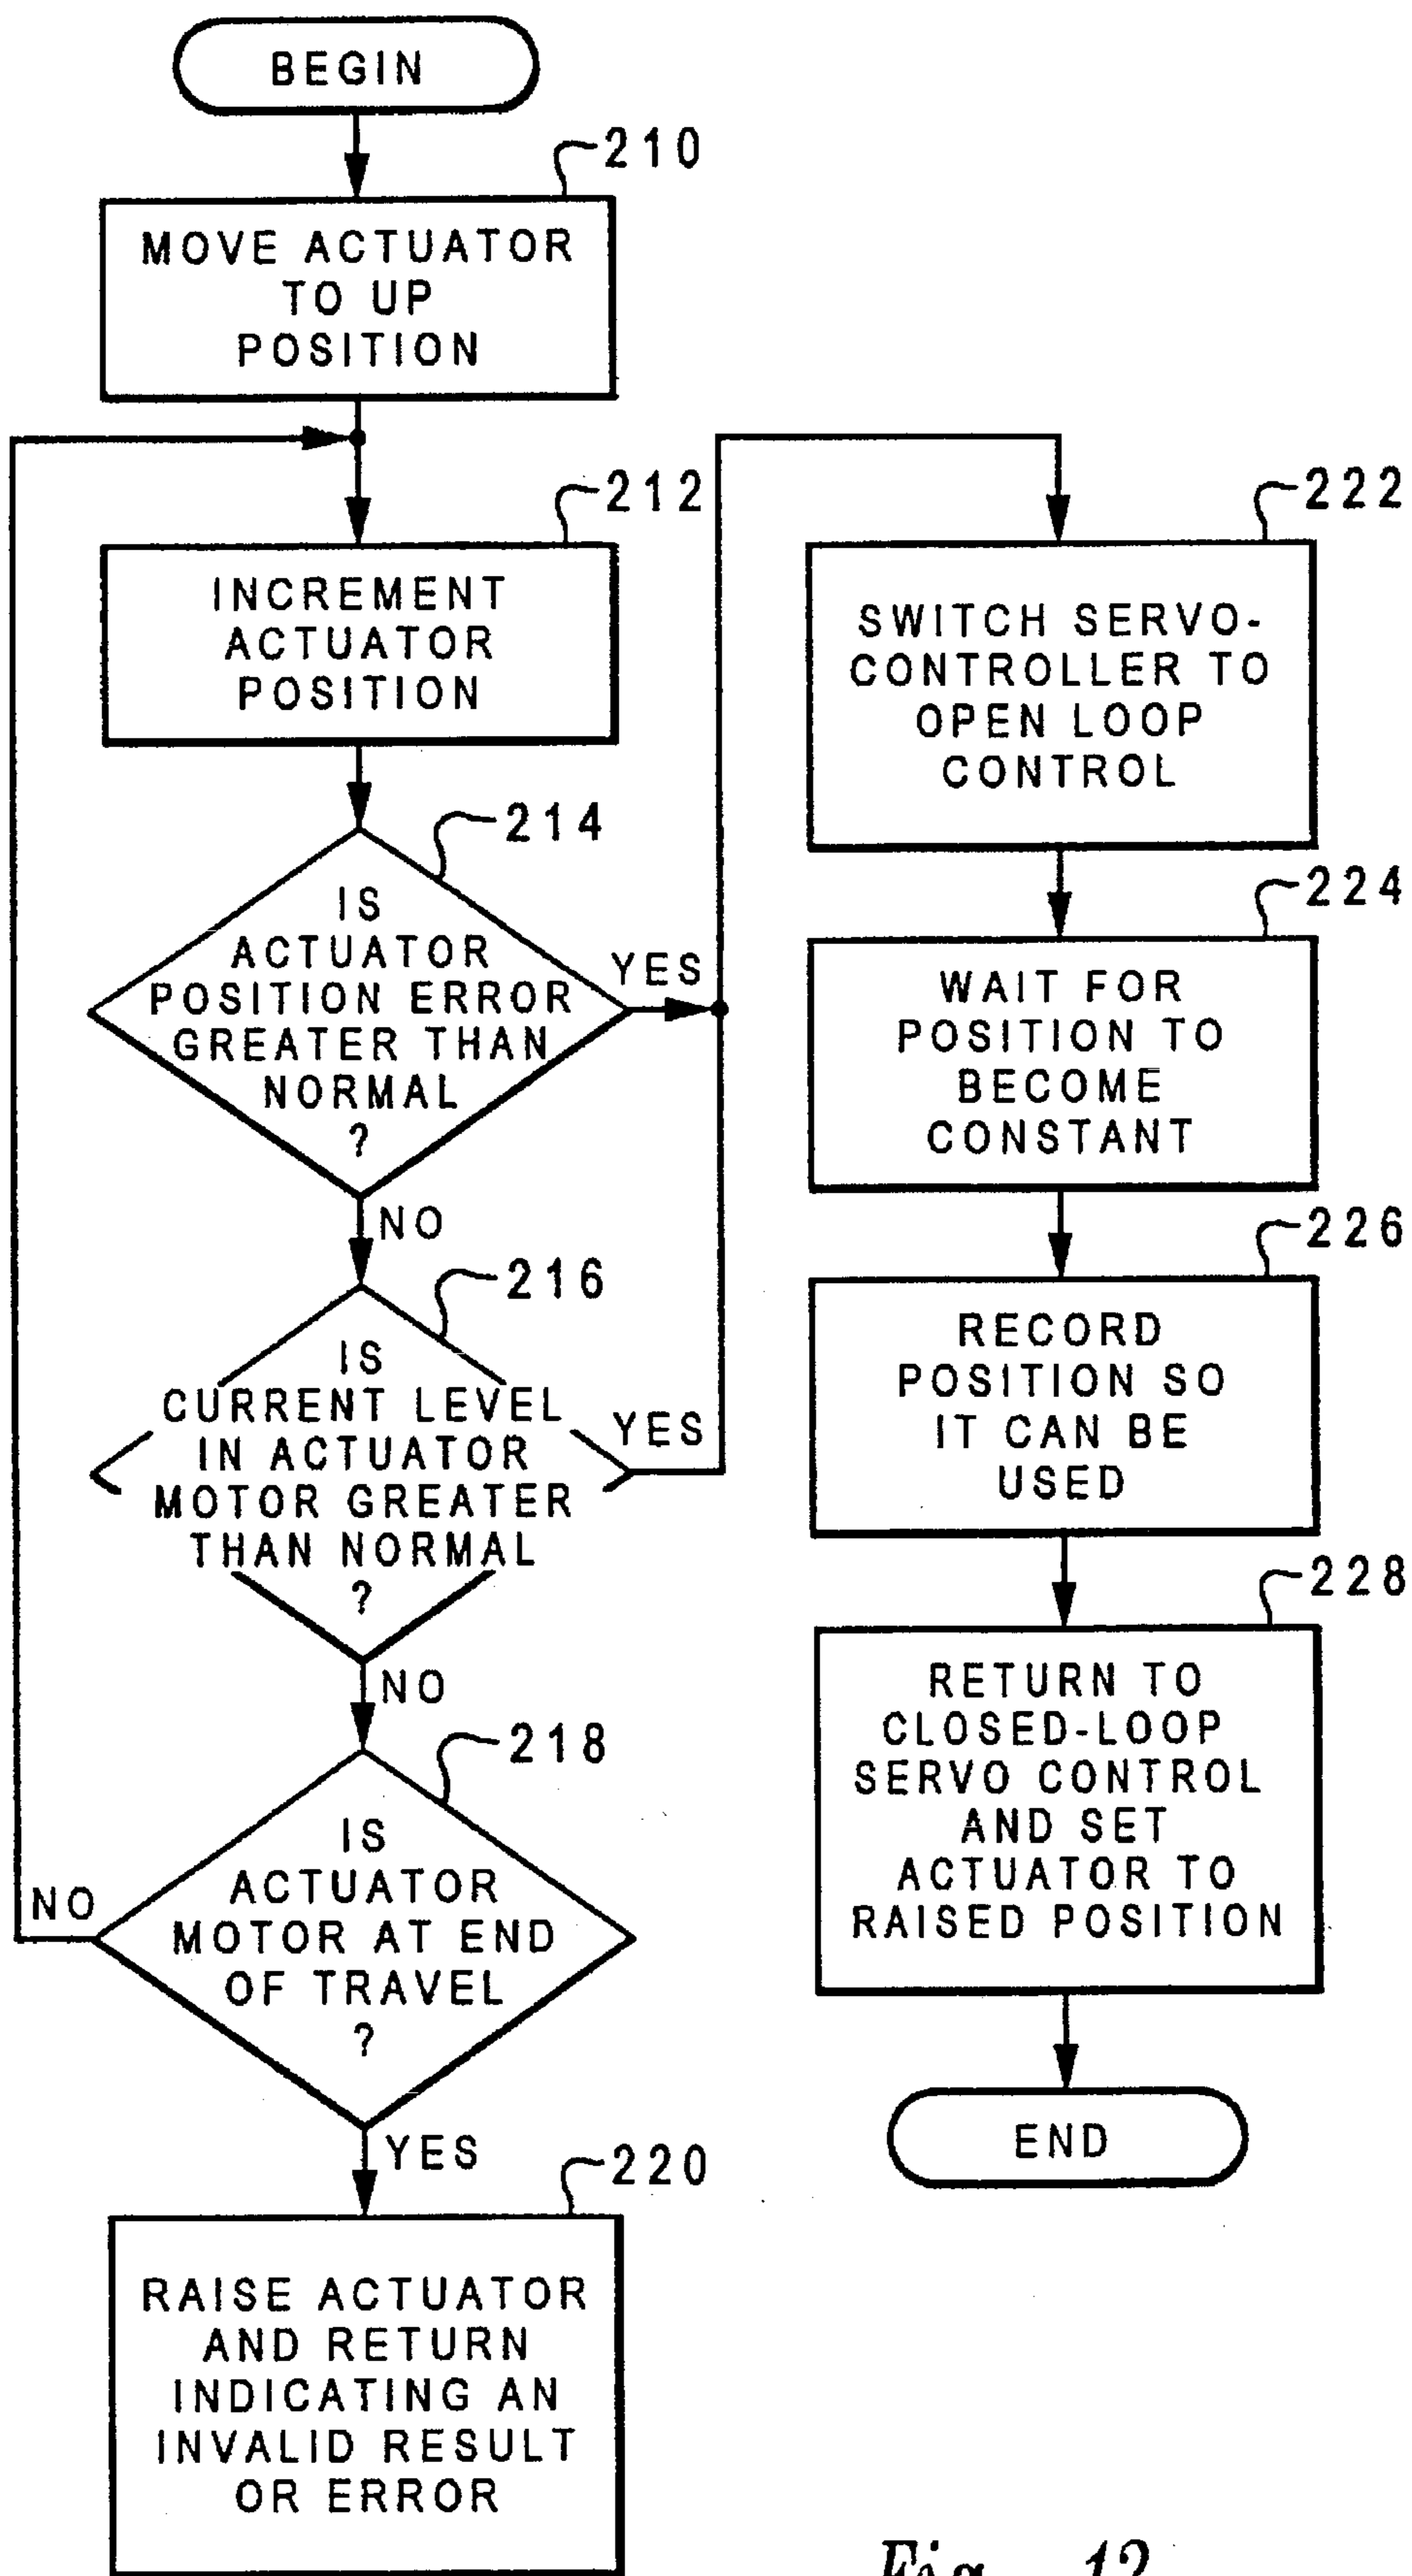 BEGIN
210
MOVE ACTUATOR
TO UP
POSITION
212
INCREMENT
ACTUATOR
POSITION
214
IS
ACTUATOR
POSITION ERROR
GREATER THAN
NORMAL
?
YES
NO
216
IS
CURRENT LEVEL
IN ACTUATOR
MOTOR GREATER
THAN NORMAL
?
YES
NO
218
IS
ACTUATOR
MOTOR AT END
OF TRAVEL
?
NO
YES
220
RAISE ACTUATOR
AND RETURN
INDICATING AN
INVALID RESULT
OR ERROR
222
SWITCH SERVO-
CONTROLLER TO
OPEN LOOP
CONTROL
224
WAIT FOR
POSITION TO
BECOME
CONSTANT
226
RECORD
POSITION SO
IT CAN BE
USED
228
RETURN TO
CLOSED-LOOP
SERVO CONTROL
AND SET
ACTUATOR TO
RAISED POSITION
END
Fig. 12